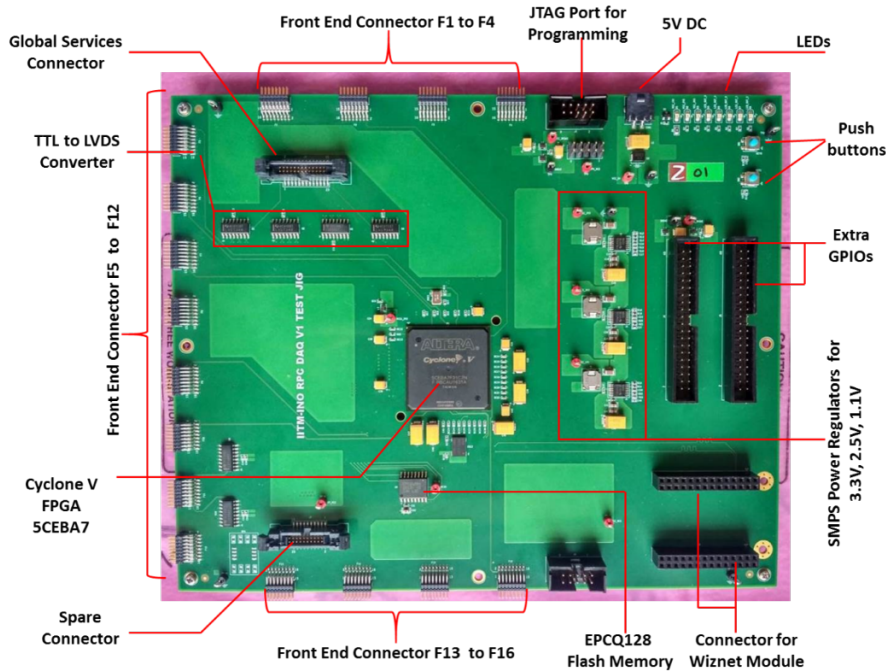 Front End Connector F1 to F4
JTAG Port for
Programming
5V DC
LEDs
Global Services
Connector
TTL to LVDS
Converter
Push
buttons
Z 01
Extra
GPIOs
Front End Connector F5 to F12
IITM-INO RPC DAQ V1 TEST JIG
ALTERA
Cyclone V
SMPS Power Regulators for
3.3V, 2.5V, 1.1V
Cyclone V
FPGA
5CEBA7
Spare
Connector
Front End Connector F13 to F16
EPCQ128
Flash Memory
Connector for
Wiznet Module